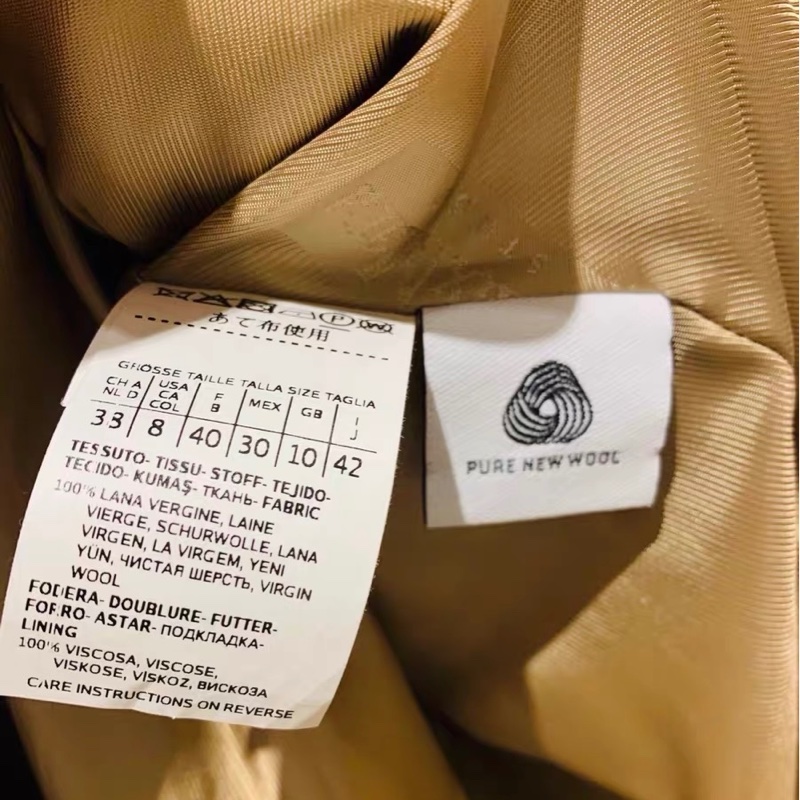 あて布使用
GROSSE TAILLE TALLA SIZE TAGLIA
CH A NL D USA CA COL F B MEX GB I J
38 8 40 30 10 42
TESSUTO- TISSU- STOFF- TEJIDO-
TECIDO- KUMAŞ- ТКАНЬ- FABRIC
100% LANA VERGINE, LAINE
VIERGE, SCHURWOLLE, LANA
VIRGEN, LA VIRGEM, YENI
YÜN, ЧИСТАЯ ШЕРСТЬ, VIRGIN
WOOL
FODERA- DOUBLURE- FUTTER-
FORRO- ASTAR- ПОДКЛАДКА-
LINING
100% VISCOSA, VISCOSE,
VISKOSE, VISKOZ, ВИСКОЗА
CARE INSTRUCTIONS ON REVERSE
PURE NEW WOOL